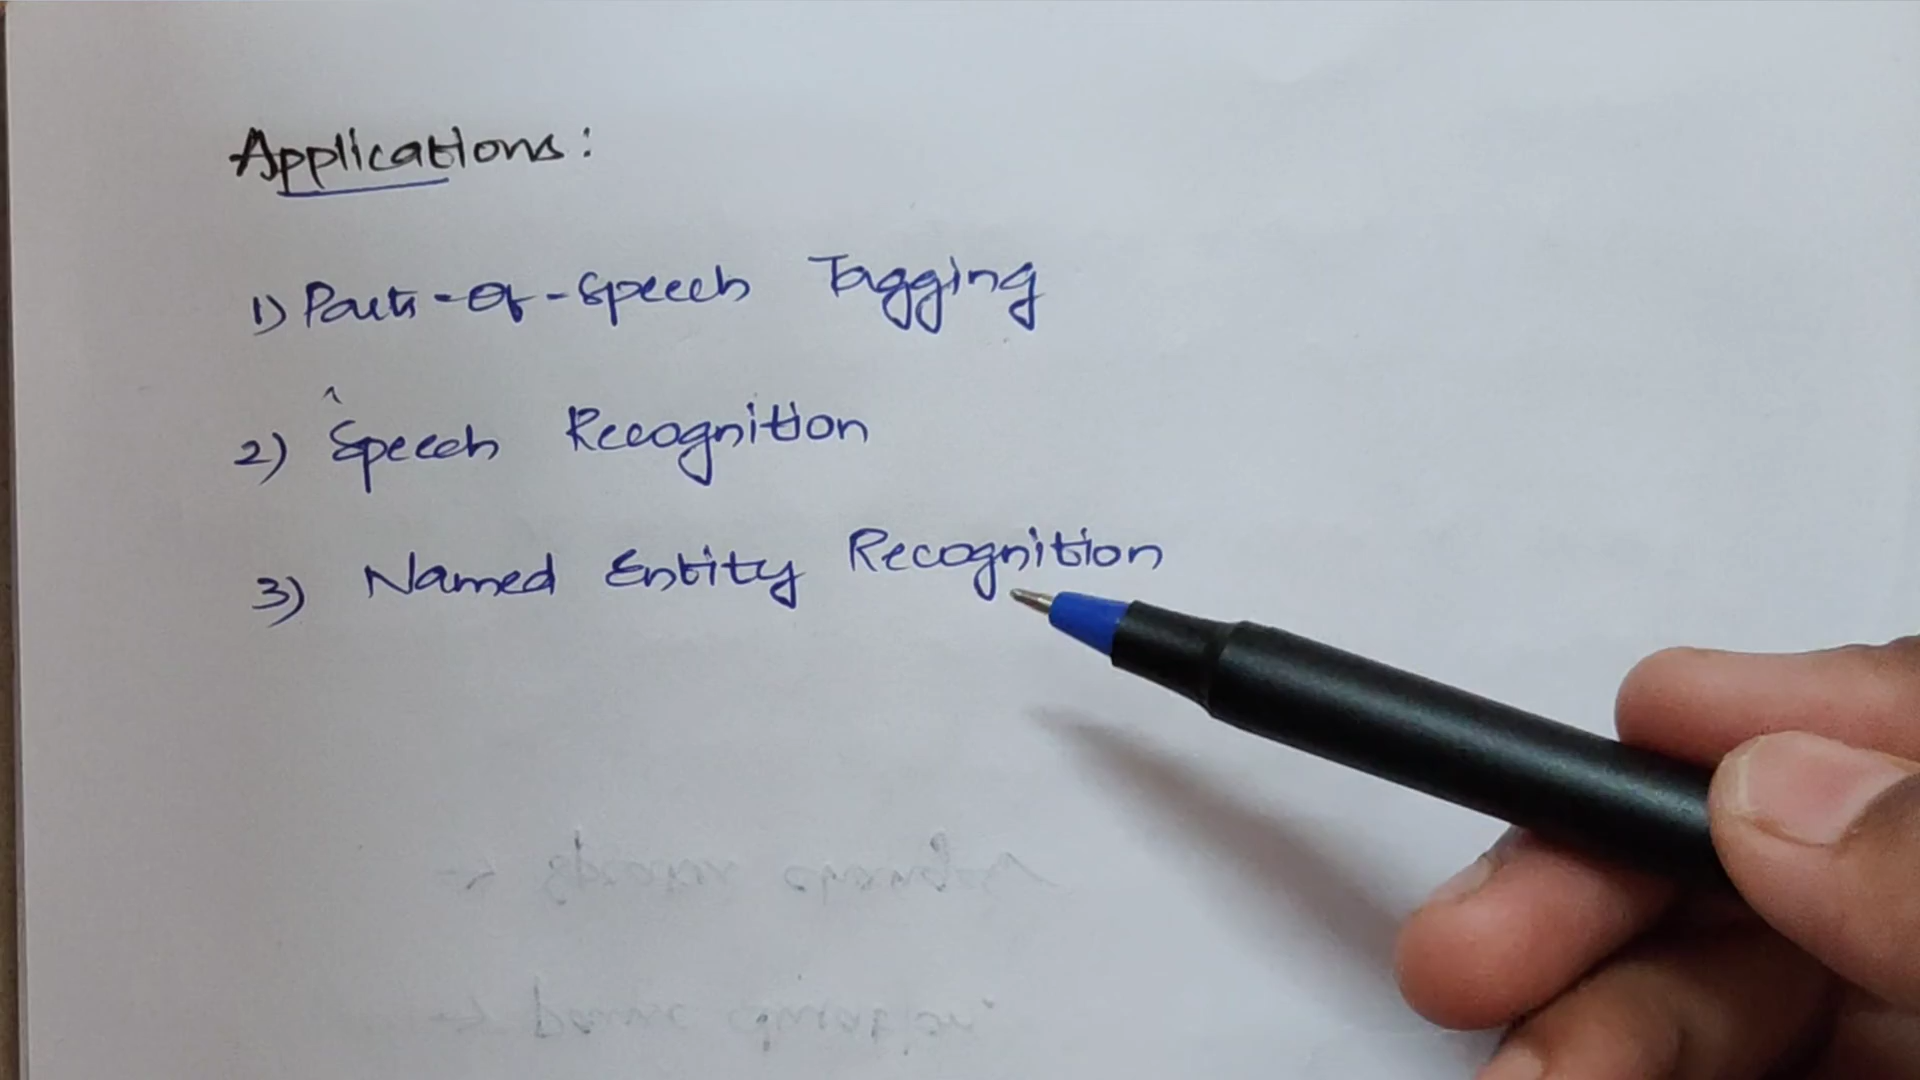 Applications:
1) Parts-of-speech Tagging
2) Speech Recognition
3) Named Entity Recognition